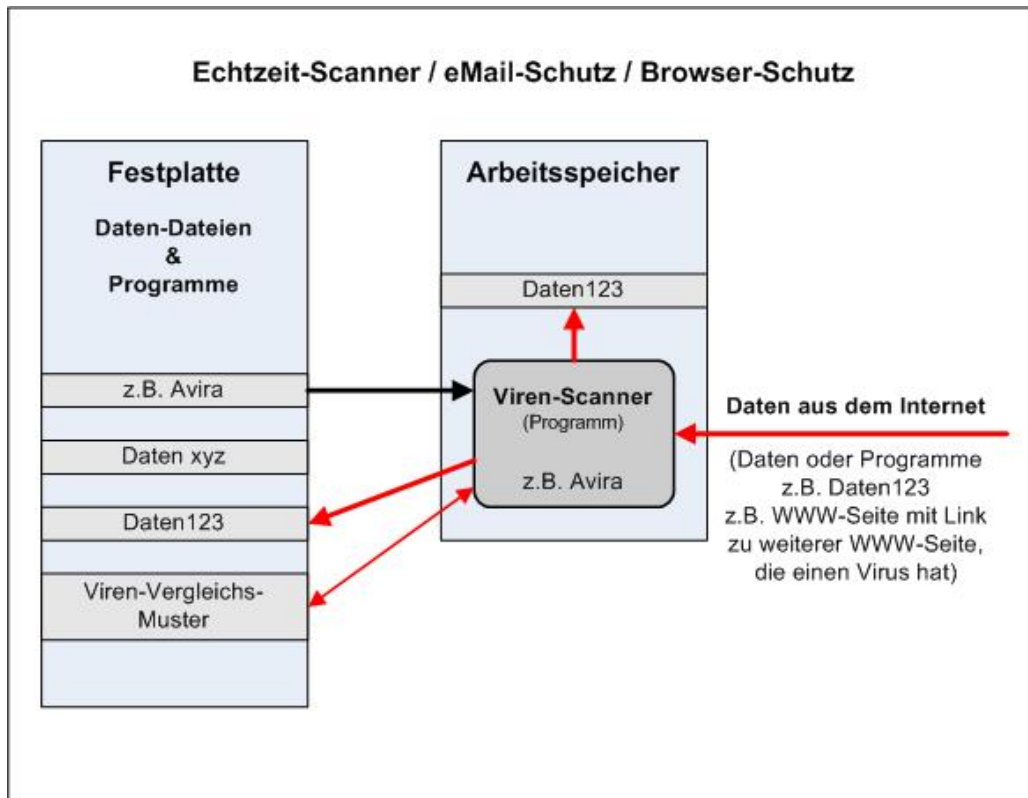 Echtzeit-Scanner / eMail-Schutz / Browser-Schutz
Festplatte
Daten-Dateien
&
Programme
z.B. Avira
Daten xyz
Daten123
Viren-Vergleichs-
Muster
Arbeitsspeicher
Daten123
Viren-Scanner
(Programm)
z.B. Avira
Daten aus dem Internet
(Daten oder Programme
z.B. Daten123
z.B. WWW-Seite mit Link
zu weiterer WWW-Seite,
die einen Virus hat)